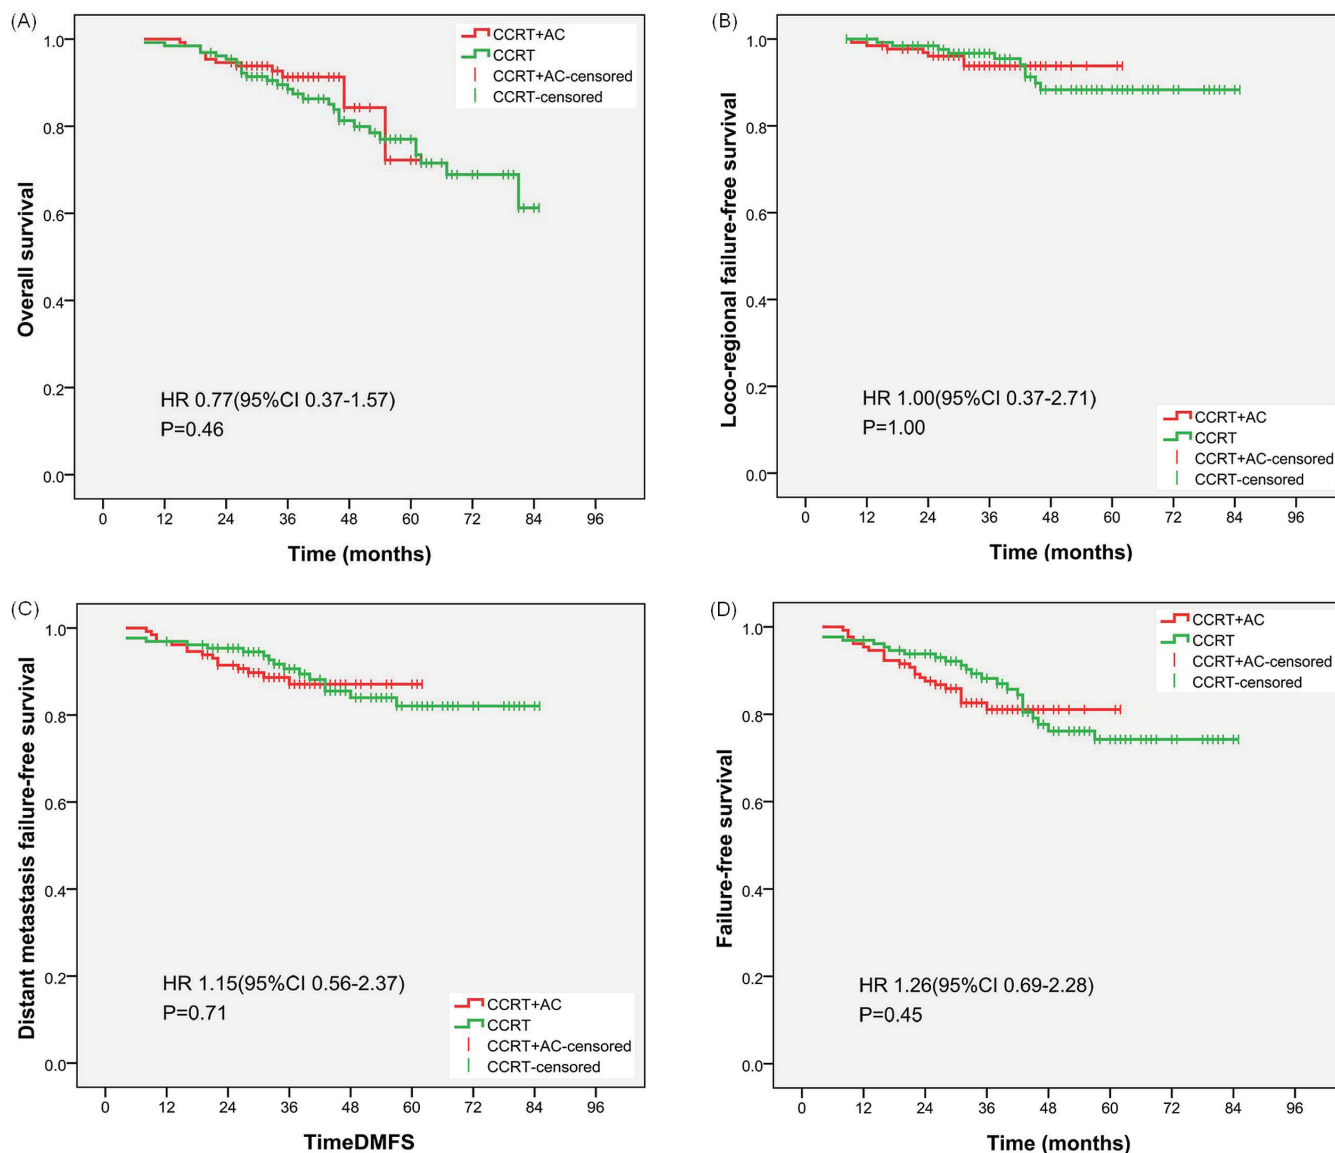 (A)
Overall survival
1.0
0.8
0.6
0.4
0.2
0.0
CCRT+AC
CCRT
CCRT+AC-censored
CCRT-censored
HR 0.77(95%CI 0.37-1.57)
P=0.46
0 12 24 36 48 60 72 84 96
Time (months)
(B)
Loco-regional failure-free survival
1.0
0.8
0.6
0.4
0.2
0.0
HR 1.00(95%CI 0.37-2.71)
P=1.00
CCRT+AC
CCRT
CCRT+AC-censored
CCRT-censored
0 12 24 36 48 60 72 84 96
Time (months)
(C)
Distant metastasis failure-free survival
1.0
0.8
0.6
0.4
0.2
0.0
HR 1.15(95%CI 0.56-2.37)
P=0.71
CCRT+AC
CCRT
CCRT+AC-censored
CCRT-censored
0 12 24 36 48 60 72 84 96
TimeDMFS
(D)
Failure-free survival
1.0
0.8
0.6
0.4
0.2
0.0
CCRT+AC
CCRT
CCRT+AC-censored
CCRT-censored
HR 1.26(95%CI 0.69-2.28)
P=0.45
0 12 24 36 48 60 72 84 96
Time (months)